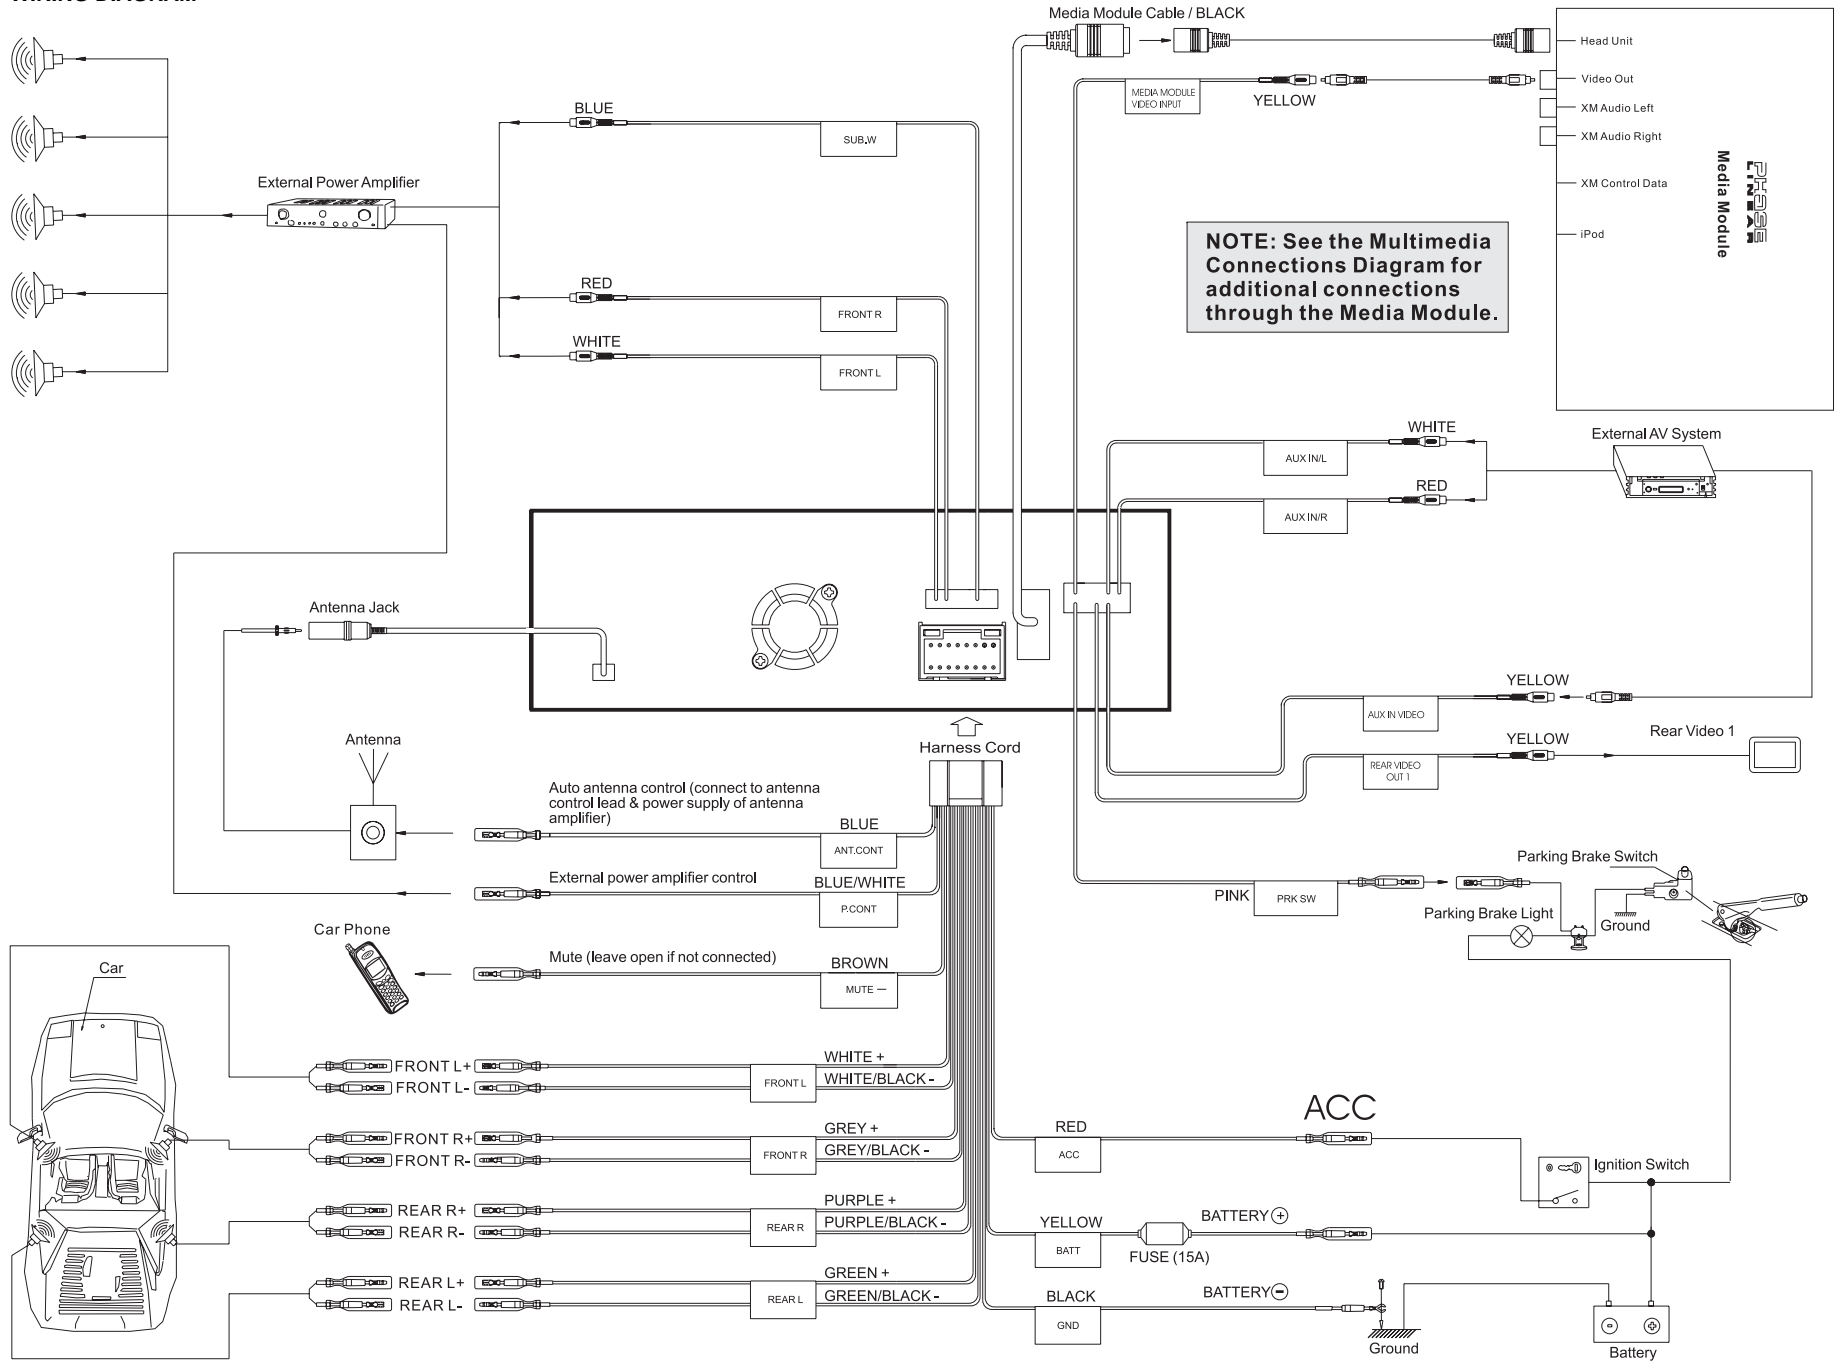 WIRING DIAGRAM
Media Module Cable / BLACK
Head Unit
Video Out
XM Audio Left
XM Audio Right
XM Control Data
iPod
PHASE
LINEAR
Media Module
MEDIA MODULE
VIDEO INPUT
YELLOW
BLUE
SUB.W
External Power Amplifier
RED
FRONT R
WHITE
FRONT L
NOTE: See the Multimedia
Connections Diagram for
additional connections
through the Media Module.
WHITE
AUX IN/L
RED
AUX IN/R
External AV System
Antenna Jack
Antenna
YELLOW
AUX IN VIDEO
YELLOW
REAR VIDEO
OUT 1
Rear Video 1
Harness Cord
Auto antenna control (connect to antenna
control lead & power supply of antenna
amplifier)
BLUE
ANT.CONT
External power amplifier control
BLUE/WHITE
P.CONT
Car Phone
Mute (leave open if not connected)
BROWN
MUTE —
PINK
PRK SW
Parking Brake Switch
Parking Brake Light
Ground
Car
FRONT L+
FRONT L-
WHITE +
WHITE/BLACK -
FRONT L
FRONT R+
FRONT R-
GREY +
GREY/BLACK -
FRONT R
REAR R+
REAR R-
PURPLE +
PURPLE/BLACK -
REAR R
REAR L+
REAR L-
GREEN +
GREEN/BLACK -
REAR L
ACC
RED
ACC
Ignition Switch
YELLOW
BATT
FUSE (15A)
BATTERY +
BLACK
GND
BATTERY -
Ground
- +
Battery